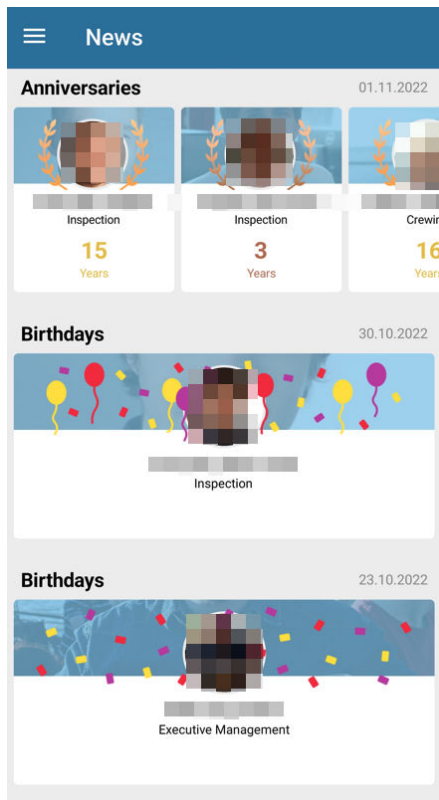 News
Anniversaries 01.11.2022
Inspection Inspection
15 3 16
Years Years
Birthdays 30.10.2022
Inspection
Birthdays 23.10.2022
Executive Management